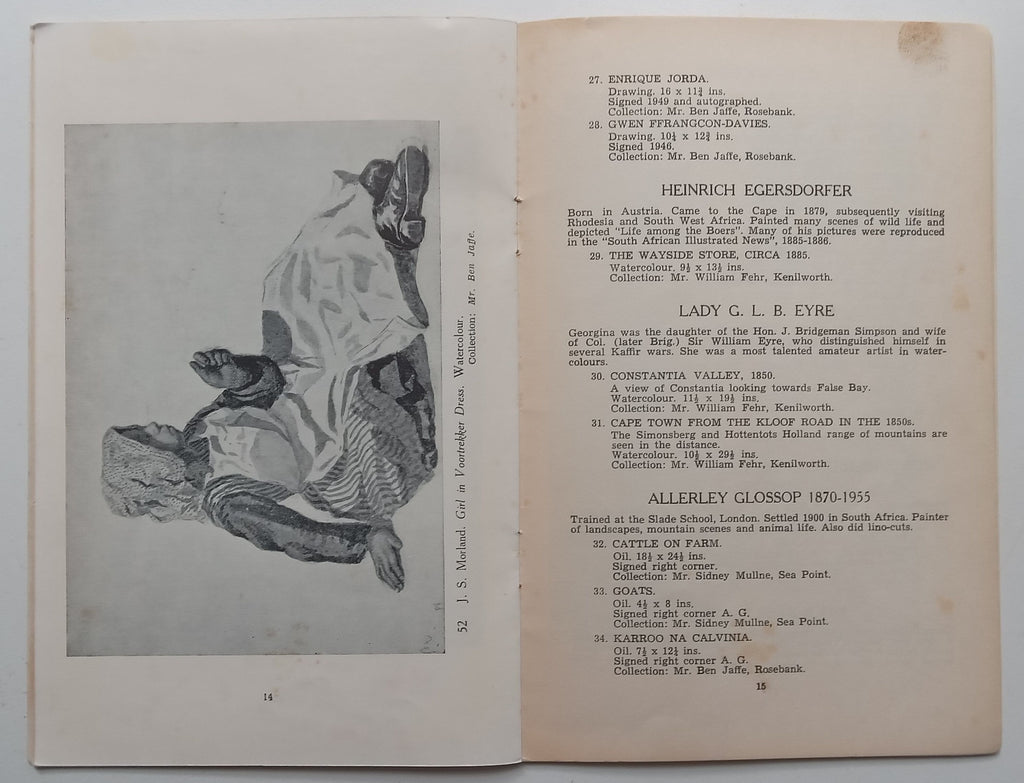 52 J. S. Morland. Girl in Voortrekker Dress. Watercolour.
Collection: Mr. Ben Jaffe.
14
27. ENRIQUE JORDA.
Drawing. 16 x 11¾ ins.
Signed 1949 and autographed.
Collection: Mr. Ben Jaffe, Rosebank.
28. GWEN FFRANGCON-DAVIES.
Drawing. 10¼ x 12¾ ins.
Signed 1946.
Collection: Mr. Ben Jaffe, Rosebank.
HEINRICH EGERSDORFER
Born in Austria. Came to the Cape in 1879, subsequently visiting
Rhodesia and South West Africa. Painted many scenes of wild life and
depicted "Life among the Boers". Many of his pictures were reproduced
in the "South African Illustrated News", 1885-1886.
29. THE WAYSIDE STORE, CIRCA 1885.
Watercolour. 9½ x 13½ ins.
Collection: Mr. William Fehr, Kenilworth.
LADY G. L. B. EYRE
Georgina was the daughter of the Hon. J. Bridgeman Simpson and wife
of Col. (later Brig.) Sir William Eyre, who distinguished himself in
several Kaffir wars. She was a most talented amateur artist in water-
colours.
30. CONSTANTIA VALLEY, 1850.
A view of Constantia looking towards False Bay.
Watercolour. 11½ x 19½ ins.
Collection: Mr. William Fehr, Kenilworth.
31. CAPE TOWN FROM THE KLOOF ROAD IN THE 1850s.
The Simonsberg and Hottentots Holland range of mountains are
seen in the distance.
Watercolour. 10½ x 29½ ins.
Collection: Mr. William Fehr, Kenilworth.
ALLERLEY GLOSSOP 1870-1955
Trained at the Slade School, London. Settled 1900 in South Africa. Painter
of landscapes, mountain scenes and animal life. Also did lino-cuts.
32. CATTLE ON FARM.
Oil. 18½ x 24½ ins.
Signed right corner.
Collection: Mr. Sidney Mullne, Sea Point.
33. GOATS.
Oil. 4½ x 8 ins.
Signed right corner A. G.
Collection: Mr. Sidney Mullne, Sea Point.
34. KARROO NA CALVINIA.
Oil. 7½ x 12½ ins.
Signed right corner A. G.
Collection: Mr. Ben Jaffe, Rosebank.
15